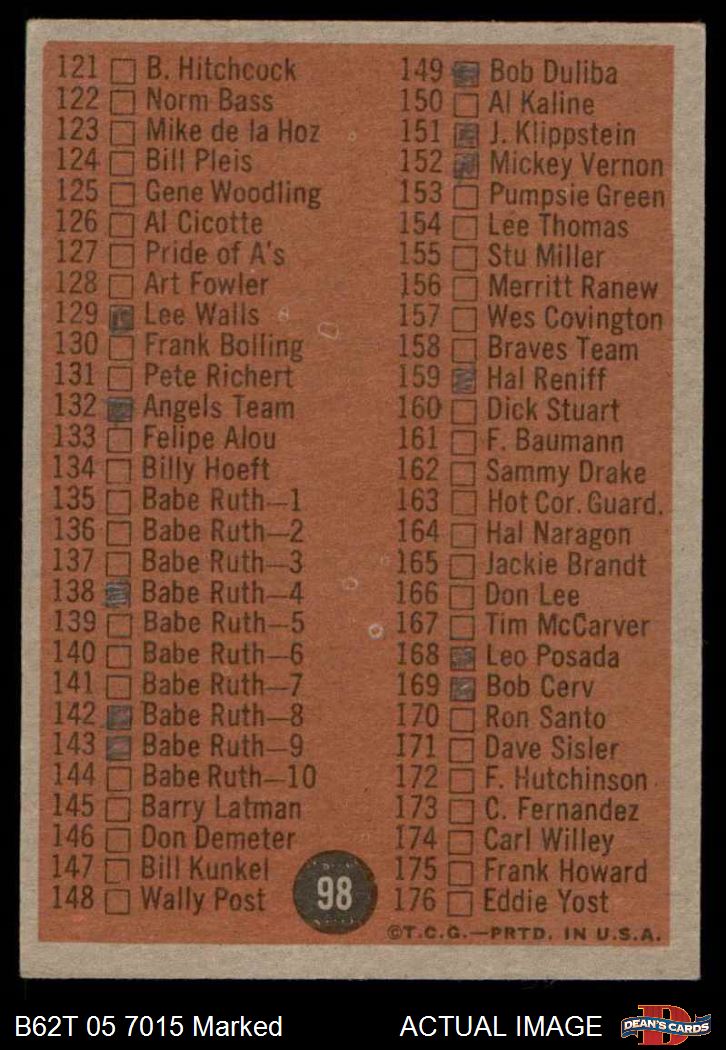 121 B. Hitchcock
122 Norm Bass
123 Mike de la Hoz
124 Bill Pleis
125 Gene Woodling
126 Al Cicotte
127 Pride of A's
128 Art Fowler
129 Lee Walls
130 Frank Bolling
131 Pete Richert
132 Angels Team
133 Felipe Alou
134 Billy Hoeft
135 Babe Ruth—1
136 Babe Ruth—2
137 Babe Ruth—3
138 Babe Ruth—4
139 Babe Ruth—5
140 Babe Ruth—6
141 Babe Ruth—7
142 Babe Ruth—8
143 Babe Ruth—9
144 Babe Ruth—10
145 Barry Latman
146 Don Demeter
147 Bill Kunkel
148 Wally Post
149 Bob Duliba
150 Al Kaline
151 J. Klippstein
152 Mickey Vernon
153 Pumpsie Green
154 Lee Thomas
155 Stu Miller
156 Merritt Ranew
157 Wes Covington
158 Braves Team
159 Hal Reniff
160 Dick Stuart
161 F. Baumann
162 Sammy Drake
163 Hot Cor. Guard.
164 Hal Naragon
165 Jackie Brandt
166 Don Lee
167 Tim McCarver
168 Leo Posada
169 Bob Cerv
170 Ron Santo
171 Dave Sisler
172 F. Hutchinson
173 C. Fernandez
174 Carl Willey
175 Frank Howard
176 Eddie Yost
98
©T.C.G.—PRTD. IN U.S.A.
B62T 05 7015 Marked
ACTUAL IMAGE
D
DEAN'S CARDS